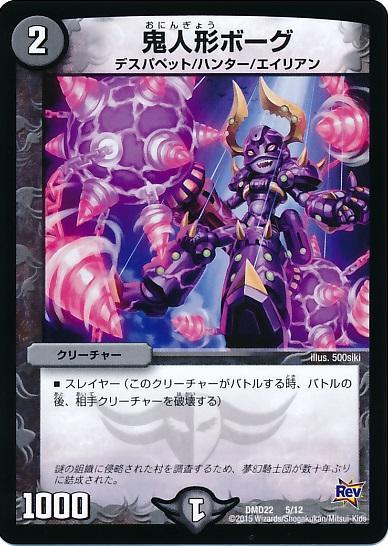 2
おにんぎょう
鬼人形ボーグ
デスパペット/ハンター/エイリアン
illus. 500siki
クリーチャー
■ スレイヤー (このクリーチャーがバトルする時、バトルの
後、相手クリーチャーを破壊する)
謎の組織に侵略された村を調査するため、夢幻騎士団が数十年ぶり
に結成された。
Rev
1000
1
DMD22 5/12
©2015 Wizards/Shogakukan/Mitsui-Kids